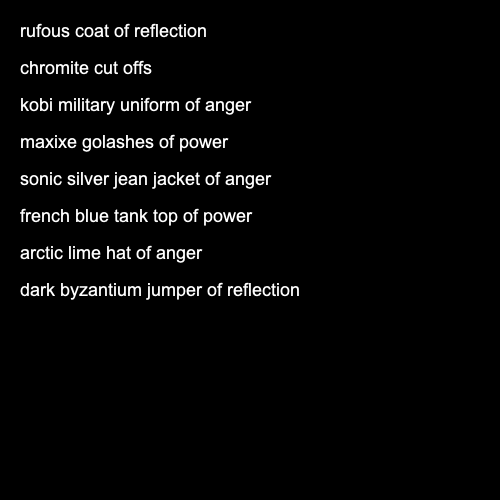 rufous coat of reflection
chromite cut offs
kobi military uniform of anger
maxixe golashes of power
sonic silver jean jacket of anger
french blue tank top of power
arctic lime hat of anger
dark byzantium jumper of reflection